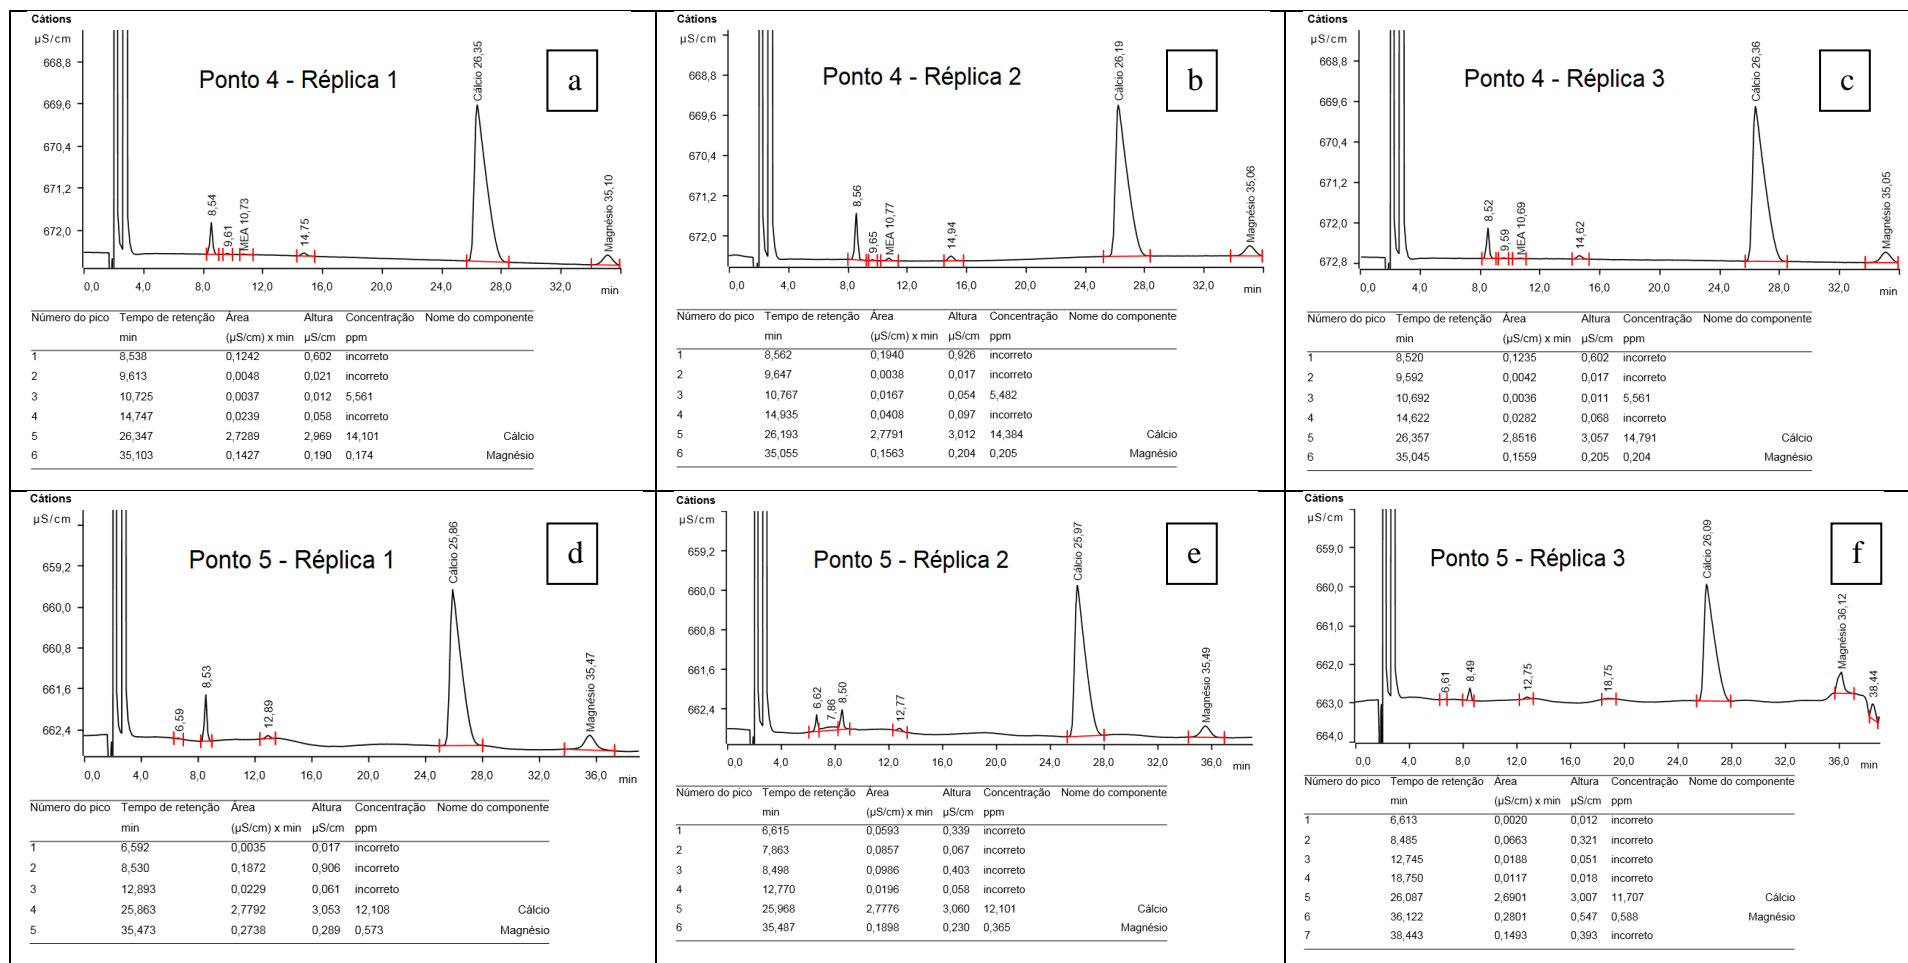 Cátions
µS/cm
Ponto 4 - Réplica 1
a
668,8
669,6
670,4
671,2
672,0
8,54
9,61
MEA 10,73
14,75
Cálcio 26,35
Magnésio 35,10
0,0 4,0 8,0 12,0 16,0 20,0 24,0 28,0 32,0 min
Número do pico Tempo de retenção Área Altura Concentração Nome do componente
min (µS/cm) x min µS/cm ppm
1 8,538 0,1242 0,602 incorreto
2 9,613 0,0048 0,021 incorreto
3 10,725 0,0037 0,012 5,561
4 14,747 0,0239 0,058 incorreto
5 26,347 2,7289 2,969 14,101 Cálcio
6 35,103 0,1427 0,190 0,174 Magnésio
Cátions
µS/cm
Ponto 4 - Réplica 2
b
668,8
669,6
670,4
671,2
672,0
8,56
9,65
MEA 10,77
14,94
Cálcio 26,19
Magnésio 35,06
0,0 4,0 8,0 12,0 16,0 20,0 24,0 28,0 32,0 min
Número do pico Tempo de retenção Área Altura Concentração Nome do componente
min (µS/cm) x min µS/cm ppm
1 8,562 0,1940 0,926 incorreto
2 9,647 0,0038 0,017 incorreto
3 10,767 0,0167 0,054 5,482
4 14,935 0,0408 0,097 incorreto
5 26,193 2,7791 3,012 14,384 Cálcio
6 35,055 0,1563 0,204 0,205 Magnésio
Cátions
µS/cm
Ponto 4 - Réplica 3
c
668,8
669,6
670,4
671,2
672,0
672,8
8,52
9,59
MEA 10,69
14,62
Cálcio 26,36
Magnésio 35,05
0,0 4,0 8,0 12,0 16,0 20,0 24,0 28,0 32,0 min
Número do pico Tempo de retenção Área Altura Concentração Nome do componente
min (µS/cm) x min µS/cm ppm
1 8,520 0,1235 0,602 incorreto
2 9,592 0,0042 0,017 incorreto
3 10,692 0,0036 0,011 5,561
4 14,622 0,0282 0,068 incorreto
5 26,357 2,8516 3,057 14,791 Cálcio
6 35,045 0,1559 0,205 0,204 Magnésio
Cátions
µS/cm
Ponto 5 - Réplica 1
d
659,2
660,0
660,8
661,6
662,4
6,59
8,53
12,89
Cálcio 25,86
Magnésio 35,47
0,0 4,0 8,0 12,0 16,0 20,0 24,0 28,0 32,0 36,0 min
Número do pico Tempo de retenção Área Altura Concentração Nome do componente
min (µS/cm) x min µS/cm ppm
1 6,592 0,0035 0,017 incorreto
2 8,530 0,1872 0,906 incorreto
3 12,893 0,0229 0,061 incorreto
4 25,863 2,7792 3,053 12,108 Cálcio
5 35,473 0,2738 0,289 0,573 Magnésio
Cátions
µS/cm
Ponto 5 - Réplica 2
e
659,2
660,0
660,8
661,6
662,4
6,62
7,86
8,50
12,77
Cálcio 25,97
Magnésio 35,49
0,0 4,0 8,0 12,0 16,0 20,0 24,0 28,0 32,0 36,0 min
Número do pico Tempo de retenção Área Altura Concentração Nome do componente
min (µS/cm) x min µS/cm ppm
1 6,615 0,0593 0,339 incorreto
2 7,863 0,0857 0,067 incorreto
3 8,498 0,0986 0,403 incorreto
4 12,770 0,0196 0,058 incorreto
5 25,968 2,7776 3,060 12,101 Cálcio
6 35,487 0,1898 0,230 0,365 Magnésio
Cátions
µS/cm
Ponto 5 - Réplica 3
f
659,0
660,0
661,0
662,0
663,0
664,0
6,61
8,49
12,75
18,75
Cálcio 26,09
Magnésio 36,12
38,44
0,0 4,0 8,0 12,0 16,0 20,0 24,0 28,0 32,0 36,0 min
Número do pico Tempo de retenção Área Altura Concentração Nome do componente
min (µS/cm) x min µS/cm ppm
1 6,613 0,0020 0,012 incorreto
2 8,485 0,0663 0,321 incorreto
3 12,745 0,0188 0,051 incorreto
4 18,750 0,0117 0,018 incorreto
5 26,087 2,6901 3,007 11,707 Cálcio
6 36,122 0,2801 0,547 0,588 Magnésio
7 38,443 0,1493 0,393 incorreto